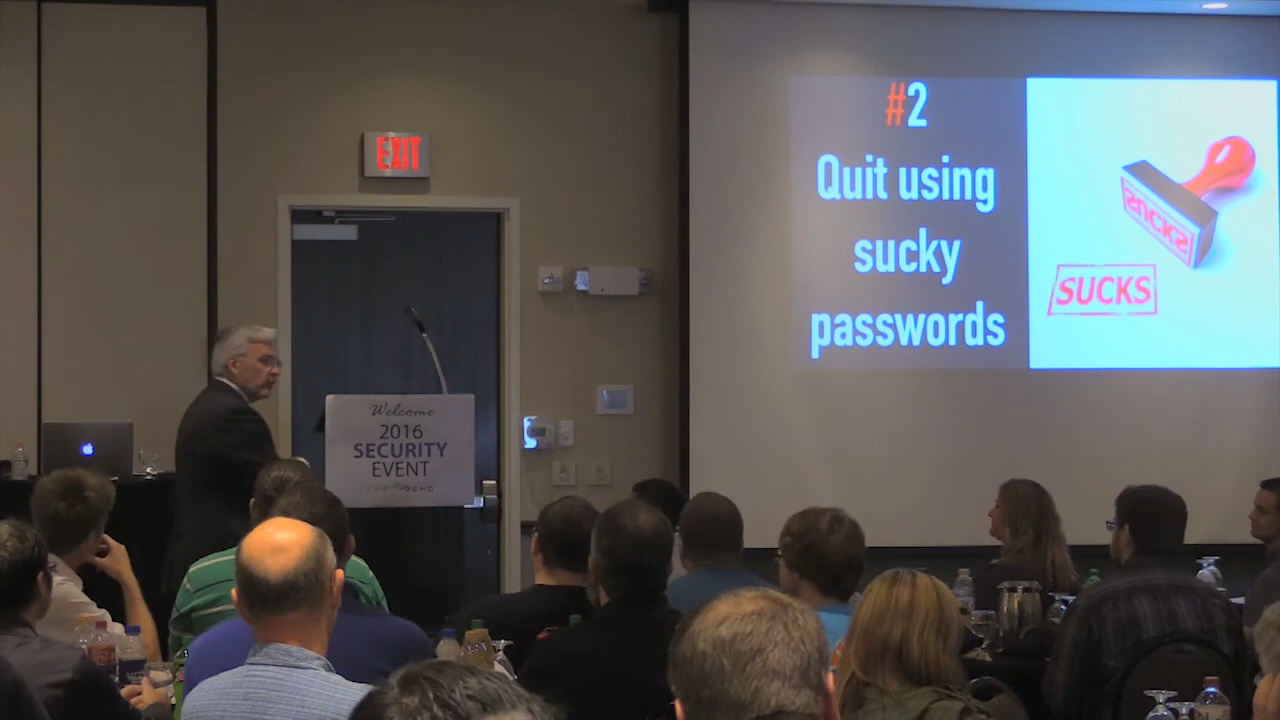 EXIT
Welcome
2016
SECURITY
EVENT
#2
Quit using
sucky
passwords
SUCKS
SUCKS